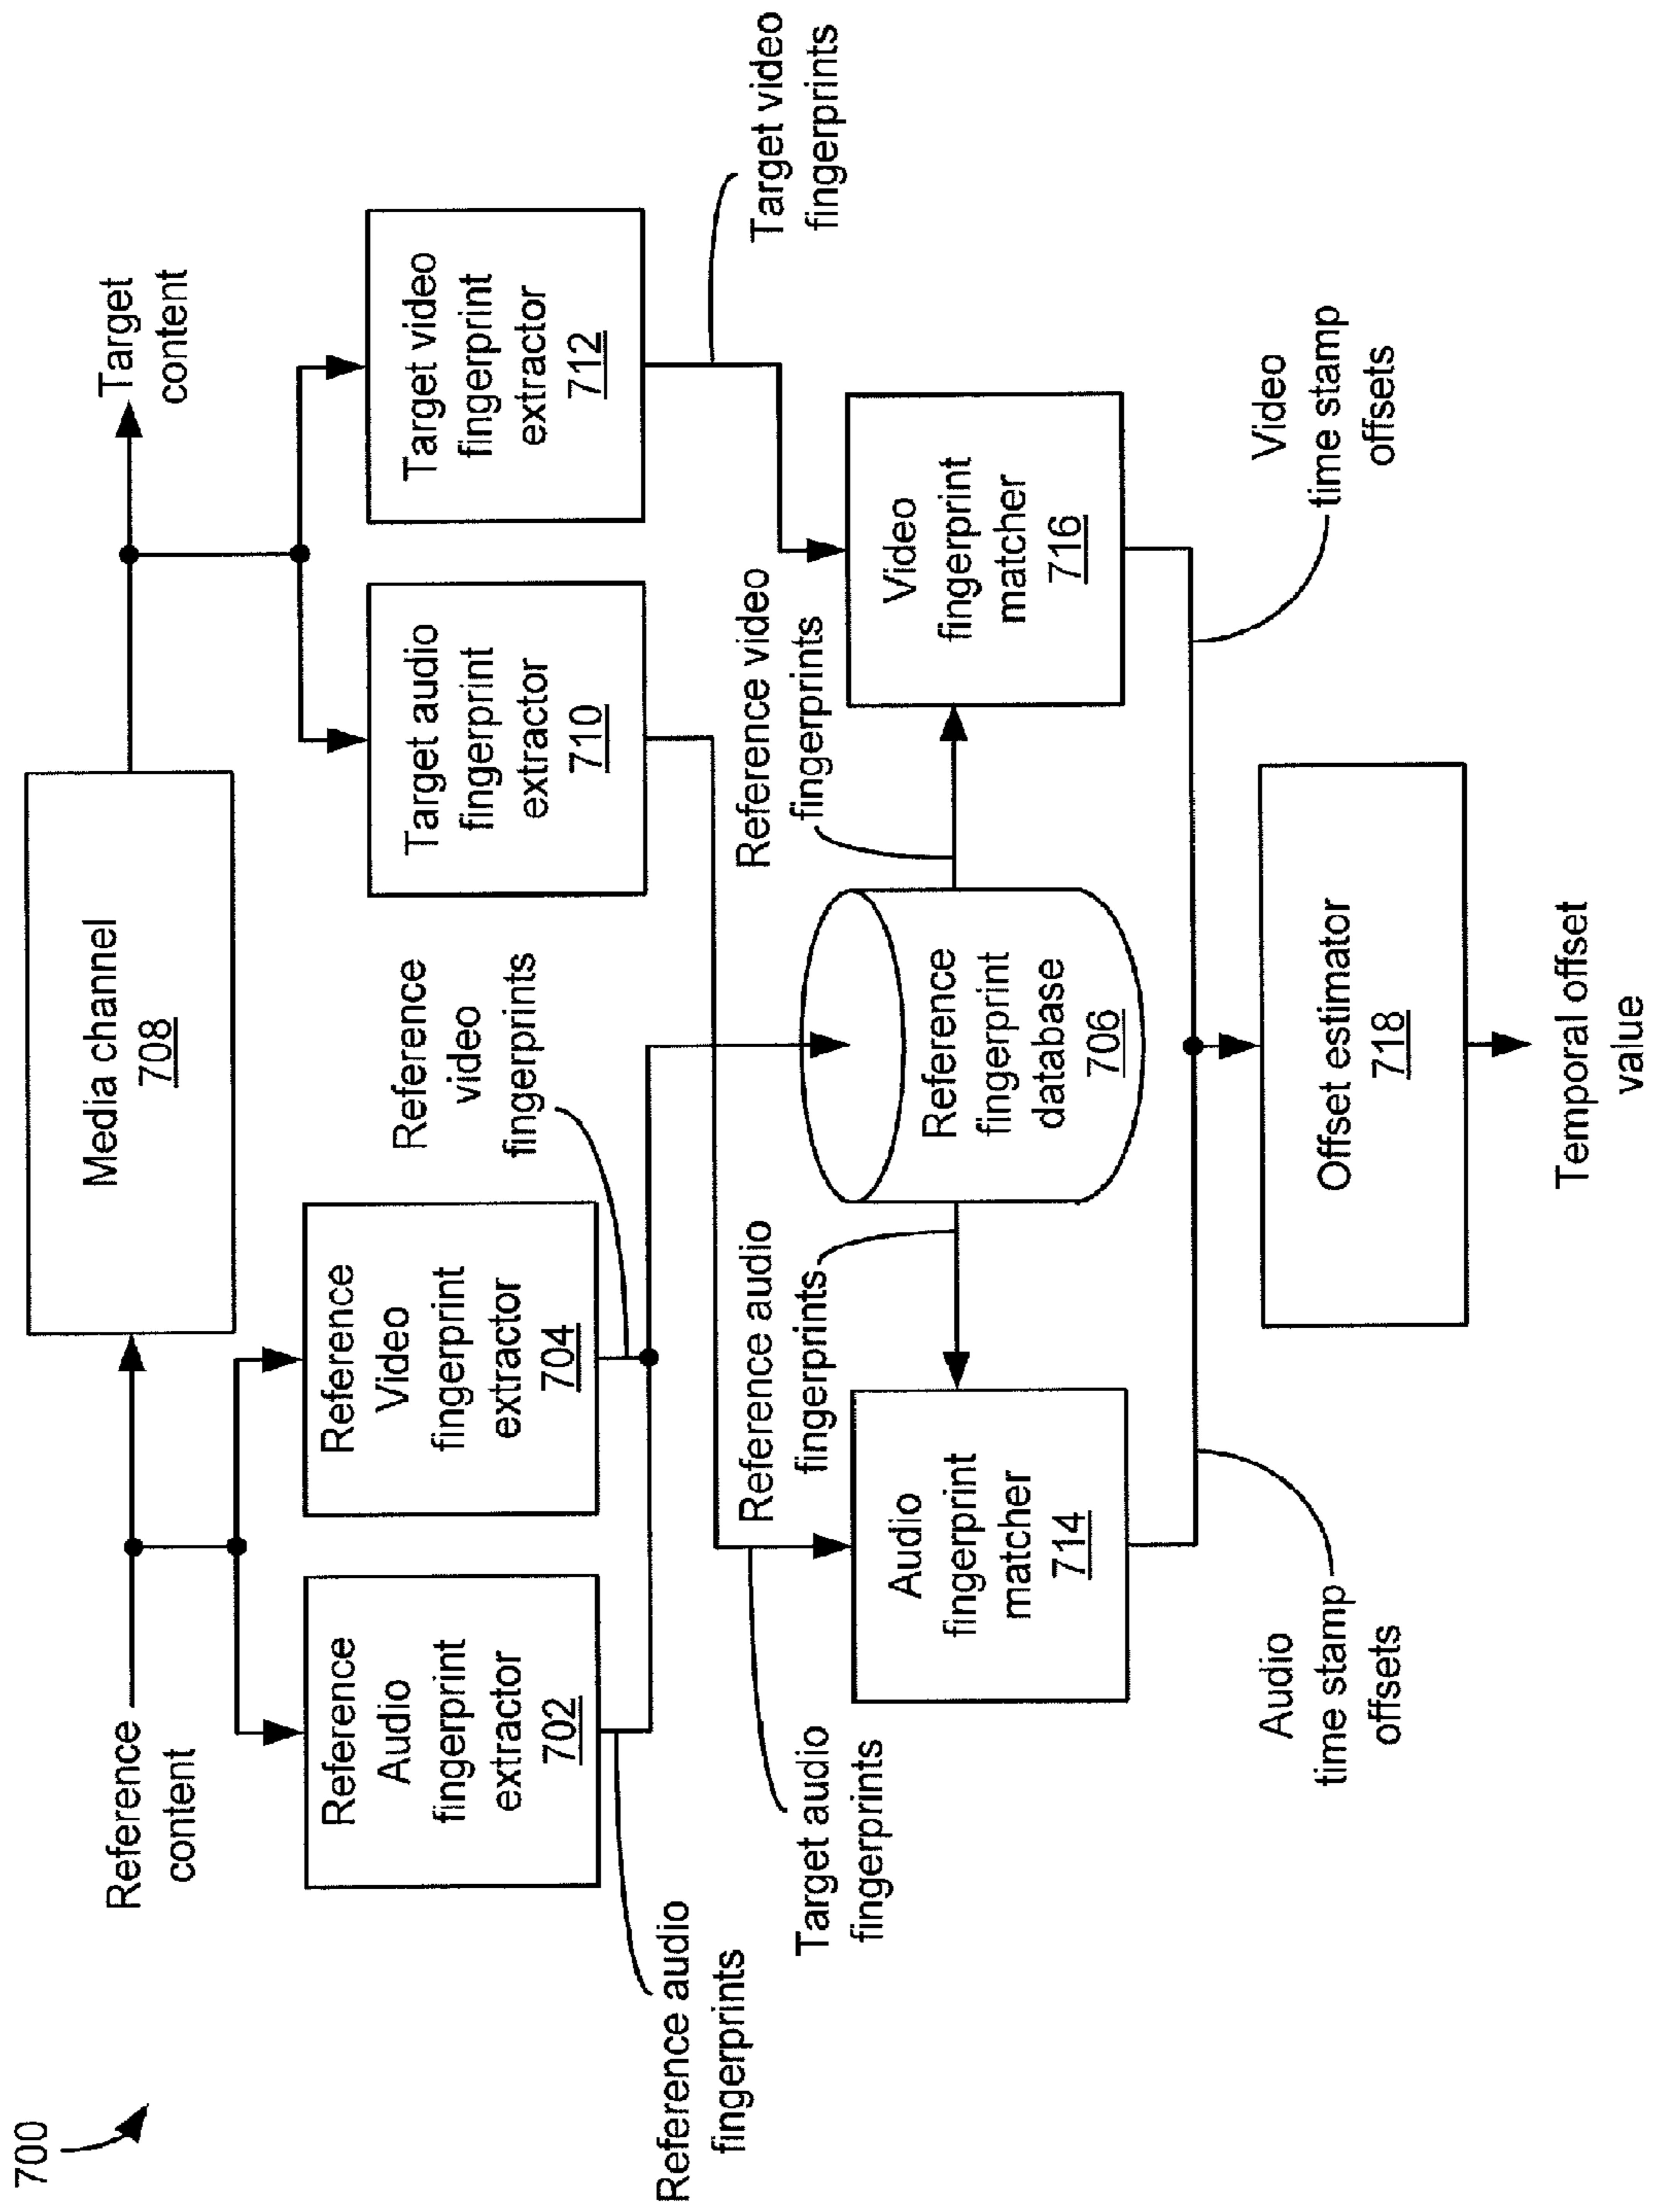 700
Reference
content
Media channel
708
Target
content
Reference
Audio
fingerprint
extractor
702
Reference
Video
fingerprint
extractor
704
Target audio
fingerprint
extractor
710
Target video
fingerprint
extractor
712
Reference audio
fingerprints
Reference
video
fingerprints
Target audio
fingerprints
Reference audio
fingerprints
Reference video
fingerprints
Target video
fingerprints
Audio
fingerprint
matcher
714
Reference
fingerprint
database
706
Video
fingerprint
matcher
716
Audio
time stamp
offsets
Video
time stamp
offsets
Offset estimator
718
Temporal offset
value